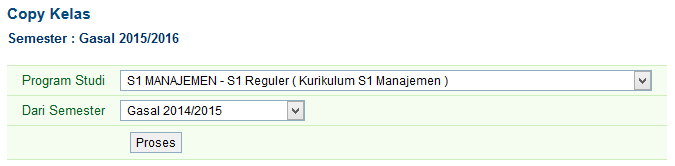 Copy Kelas
Semester : Gasal 2015/2016
Program Studi S1 MANAJEMEN - S1 Reguler ( Kurikulum S1 Manajemen )
Dari Semester Gasal 2014/2015
Proses